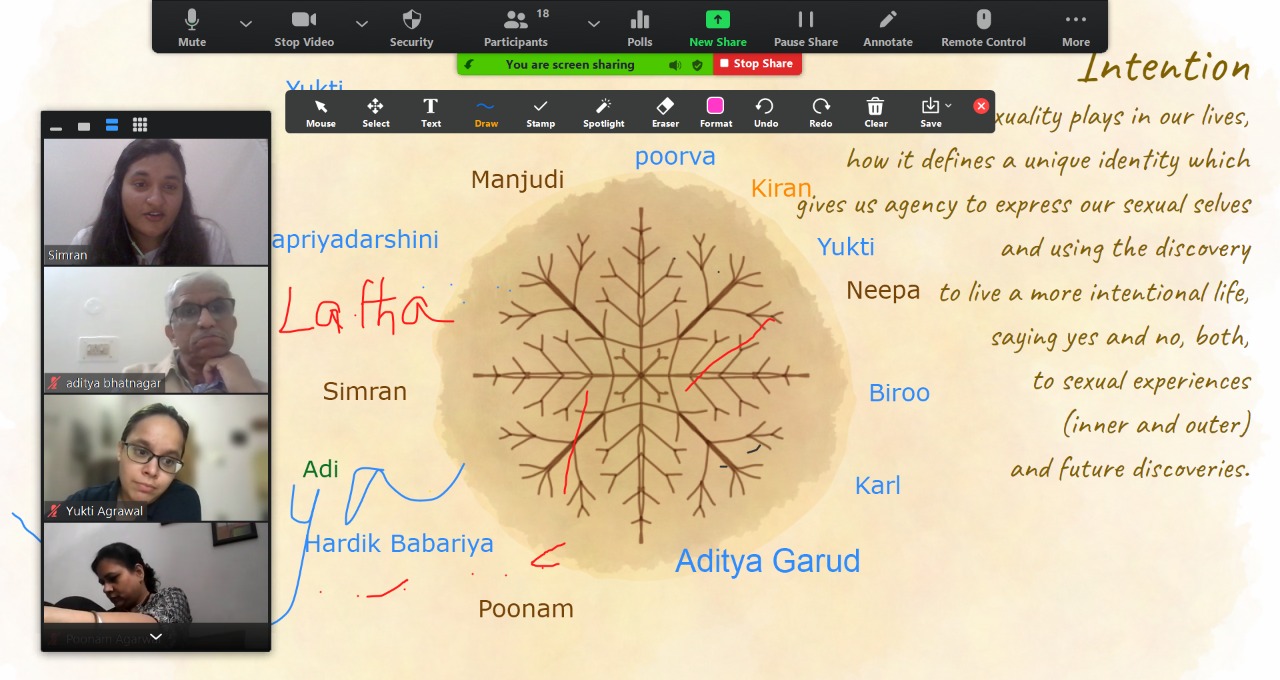 18
Mute
Stop Video
Security
Participants
Polls
New Share
Pause Share
Annotate
Remote Control
More
You are screen sharing
Stop Share
Intention
Yukti
Mouse
Select
Text
Draw
Stamp
Spotlight
Eraser
Format
Undo
Redo
Clear
Save
xuality plays in our lives,
how it defines a unique identity which
gives us agency to express our sexual selves
and using the discovery
to live a more intentional life,
saying yes and no, both,
to sexual experiences
(inner and outer)
and future discoveries.
poorva
Manjudi
Kiran
apriyadarshini
Yukti
Neepa
Latha
Simran
Biroo
Adi
Karl
Hardik Babariya
Aditya Garud
Poonam
Simran
aditya bhatnagar
Yukti Agrawal